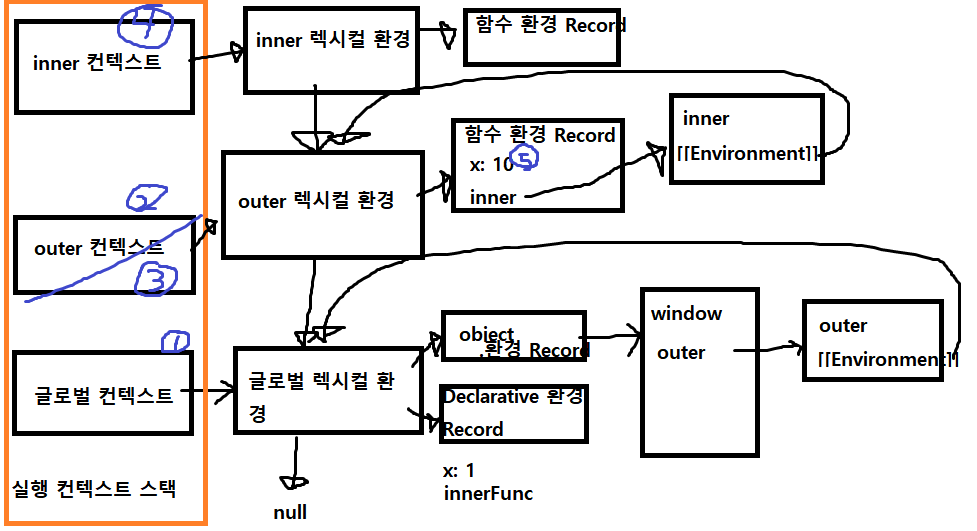 4
inner 컨텍스트
inner 렉시컬 환경
함수 환경 Record
함수 환경 Record
x: 10
5
inner
inner
[[Environment]]
outer 렉시컬 환경
2
outer 컨텍스트
3
1
글로벌 컨텍스트
글로벌 렉시컬 환
경
object
환경 Record
Declarative 환경
Record
x: 1
innerFunc
window
outer
outer
[[Environment]]
실행 컨텍스트 스택
null